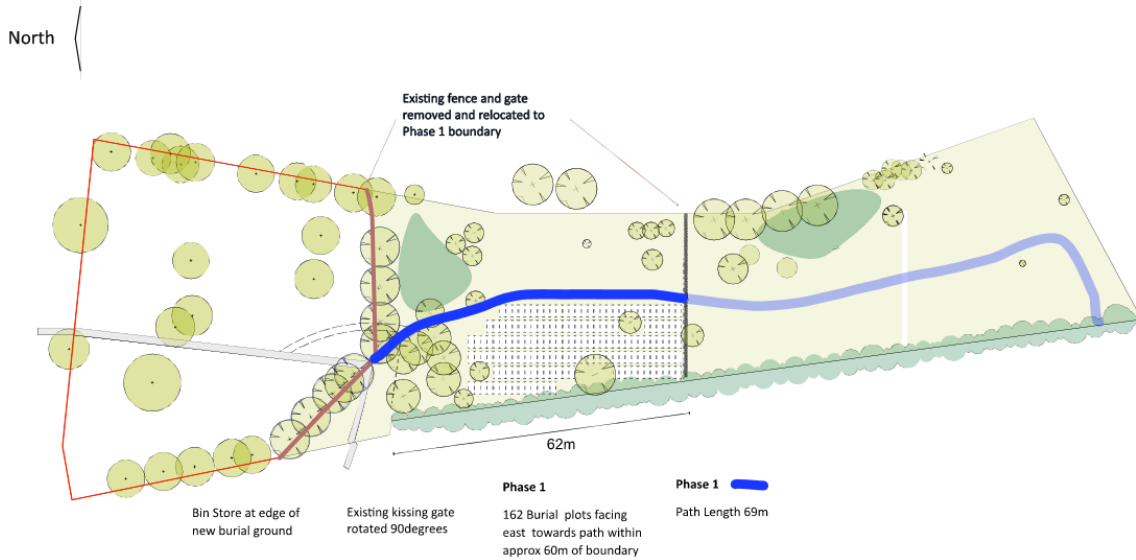 North
Existing fence and gate
removed and relocated to
Phase 1 boundary
62m
Bin Store at edge of
new burial ground
Existing kissing gate
rotated 90degrees
Phase 1
162 Burial plots facing
east towards path within
approx 60m of boundary
Phase 1
Path Length 69m